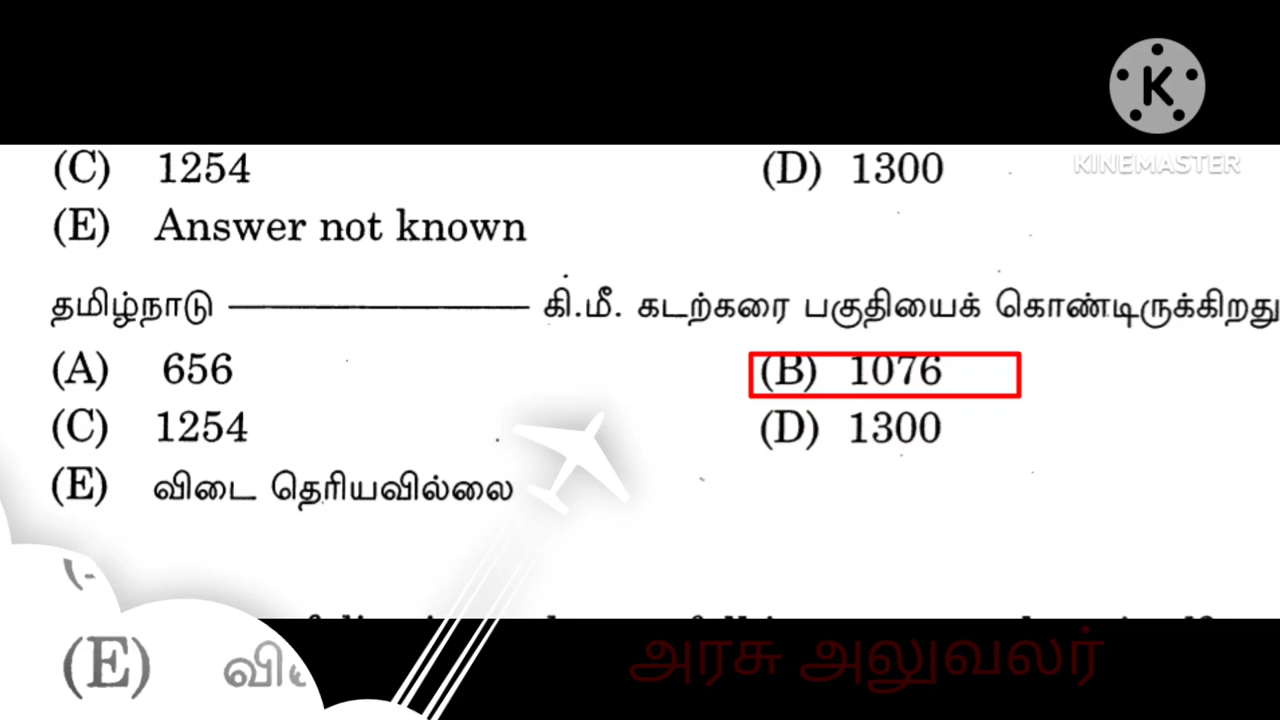 K
KINEMASTER
(C) 1254 (D) 1300
(E) Answer not known
தமிழ்நாடு ———————— கி.மீ. கடற்கரை பகுதியைக் கொண்டிருக்கிறது
(A) 656 (B) 1076
(C) 1254 (D) 1300
(E) விடை தெரியவில்லை
(E)
அரசு அலுவலர்